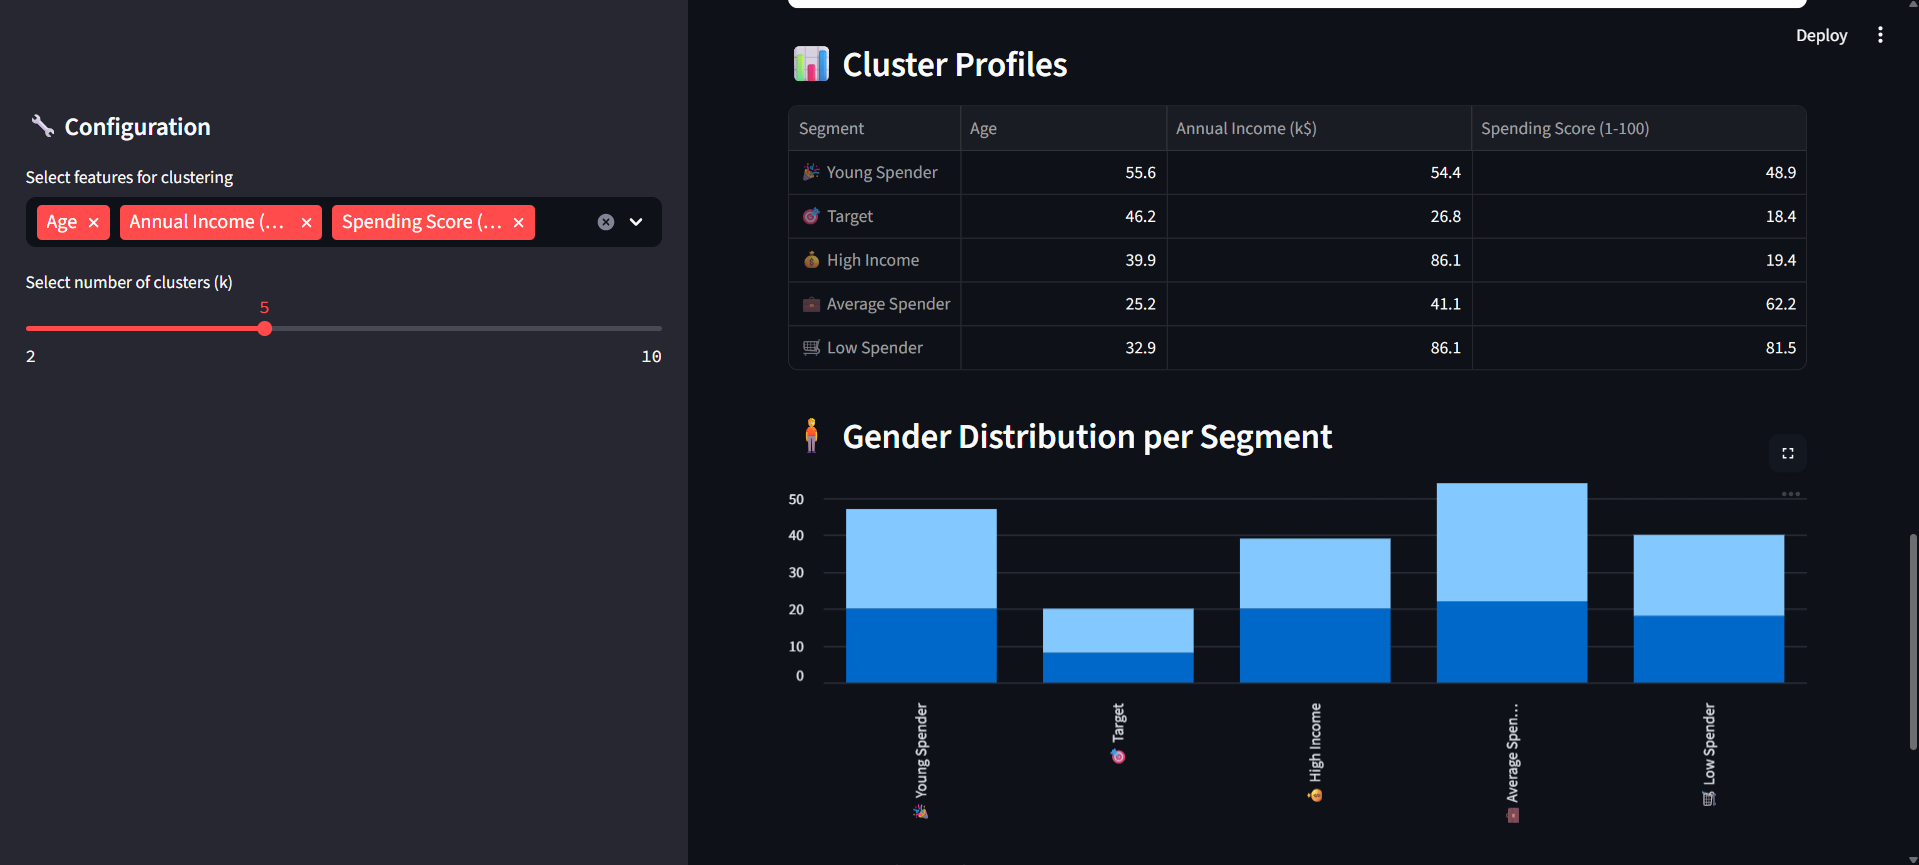 Deploy
🔧 Configuration
Select features for clustering
Age × Annual Income (... × Spending Score (... ×
Select number of clusters (k)
5
2 10
📊 Cluster Profiles
Segment Age Annual Income (k$) Spending Score (1-100)
🎉 Young Spender 55.6 54.4 48.9
🎯 Target 46.2 26.8 18.4
💰 High Income 39.9 86.1 19.4
💼 Average Spender 25.2 41.1 62.2
🛒 Low Spender 32.9 86.1 81.5
🧍 Gender Distribution per Segment
50
40
30
20
10
0
🎉 Young Spender
🎯 Target
💰 High Income
💼 Average Spen...
🛒 Low Spender